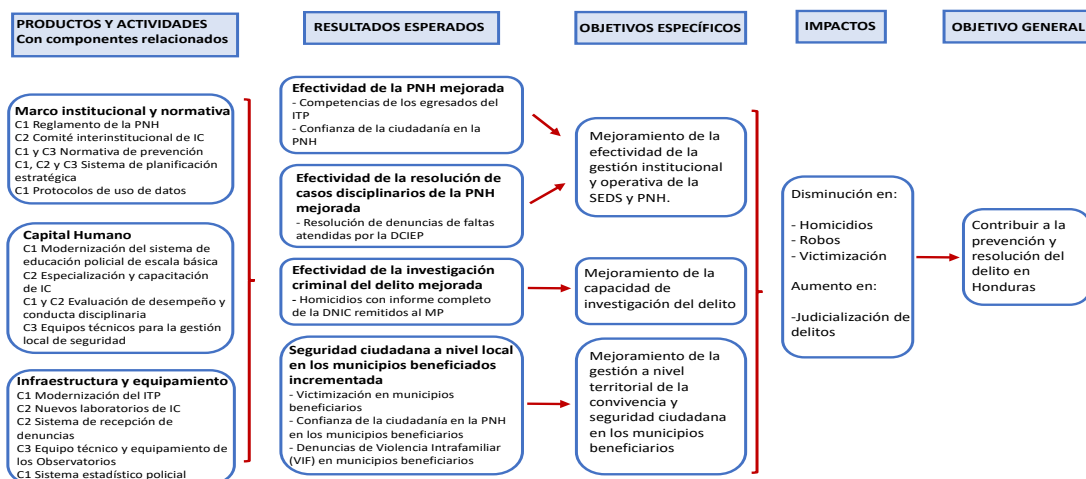 PRODUCTOS Y ACTIVIDADES
Con componentes relacionados
RESULTADOS ESPERADOS
OBJETIVOS ESPECÍFICOS
IMPACTOS
OBJETIVO GENERAL
Marco institucional y normativa
C1 Reglamento de la PNH
C2 Comité interinstitucional de IC
C1 y C3 Normativa de prevención
C1, C2 y C3 Sistema de planificación
estratégica
C1 Protocolos de uso de datos
Capital Humano
C1 Modernización del sistema de
educación policial de escala básica
C2 Especialización y capacitación
de IC
C1 y C2 Evaluación de desempeño y
conducta disciplinaria
C3 Equipos técnicos para la gestión
local de seguridad
Infraestructura y equipamiento
C1 Modernización del ITP
C2 Nuevos laboratorios de IC
C2 Sistema de recepción de
denuncias
C3 Equipo técnico y equipamiento de
los Observatorios
C1 Sistema estadístico policial
Efectividad de la PNH mejorada
- Competencias de los egresados del
ITP
- Confianza de la ciudadanía en la
PNH
Efectividad de la resolución de
casos disciplinarios de la PNH
mejorada
- Resolución de denuncias de faltas
atendidas por la DCIEP
Efectividad de la investigación
criminal del delito mejorada
- Homicidios con informe completo
de la DNIC remitidos al MP
Seguridad ciudadana a nivel local
en los municipios beneficiados
incrementada
- Victimización en municipios
beneficiarios
- Confianza de la ciudadanía en la PNH
en los municipios beneficiarios
- Denuncias de Violencia Intrafamiliar
(VIF) en municipios beneficiarios
Mejoramiento de la
efectividad de la
gestión institucional
y operativa de la
SEDS y PNH.
Mejoramiento de la
capacidad de
investigación del delito
Mejoramiento de la
gestión a nivel
territorial de la
convivencia y
seguridad ciudadana
en los municipios
beneficiarios
Disminución en:
- Homicidios
- Robos
- Victimización
Aumento en:
-Judicialización de
delitos
Contribuir a la
prevención y
resolución del
delito en
Honduras